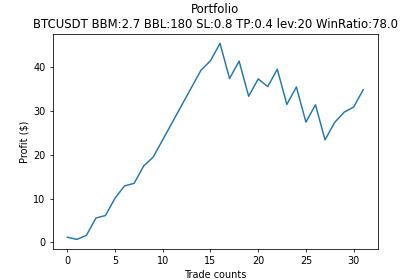 Portfolio
BTCUSDT BBM:2.7 BBL:180 SL:0.8 TP:0.4 lev:20 WinRatio:78.0
Profit ($)
40
30
20
10
0
0 5 10 15 20 25 30
Trade counts